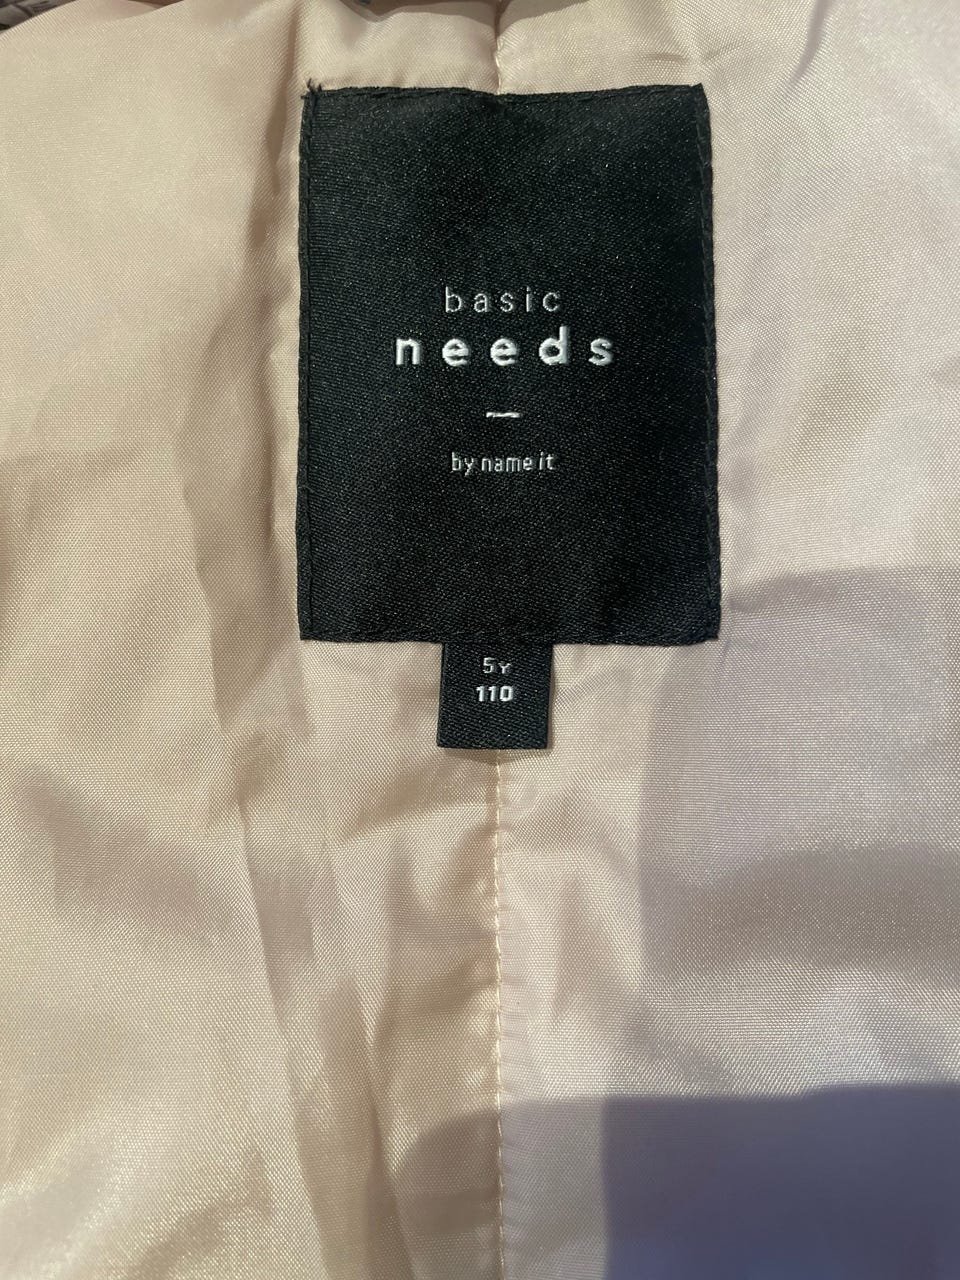 basic
needs
by name it
5Y
110